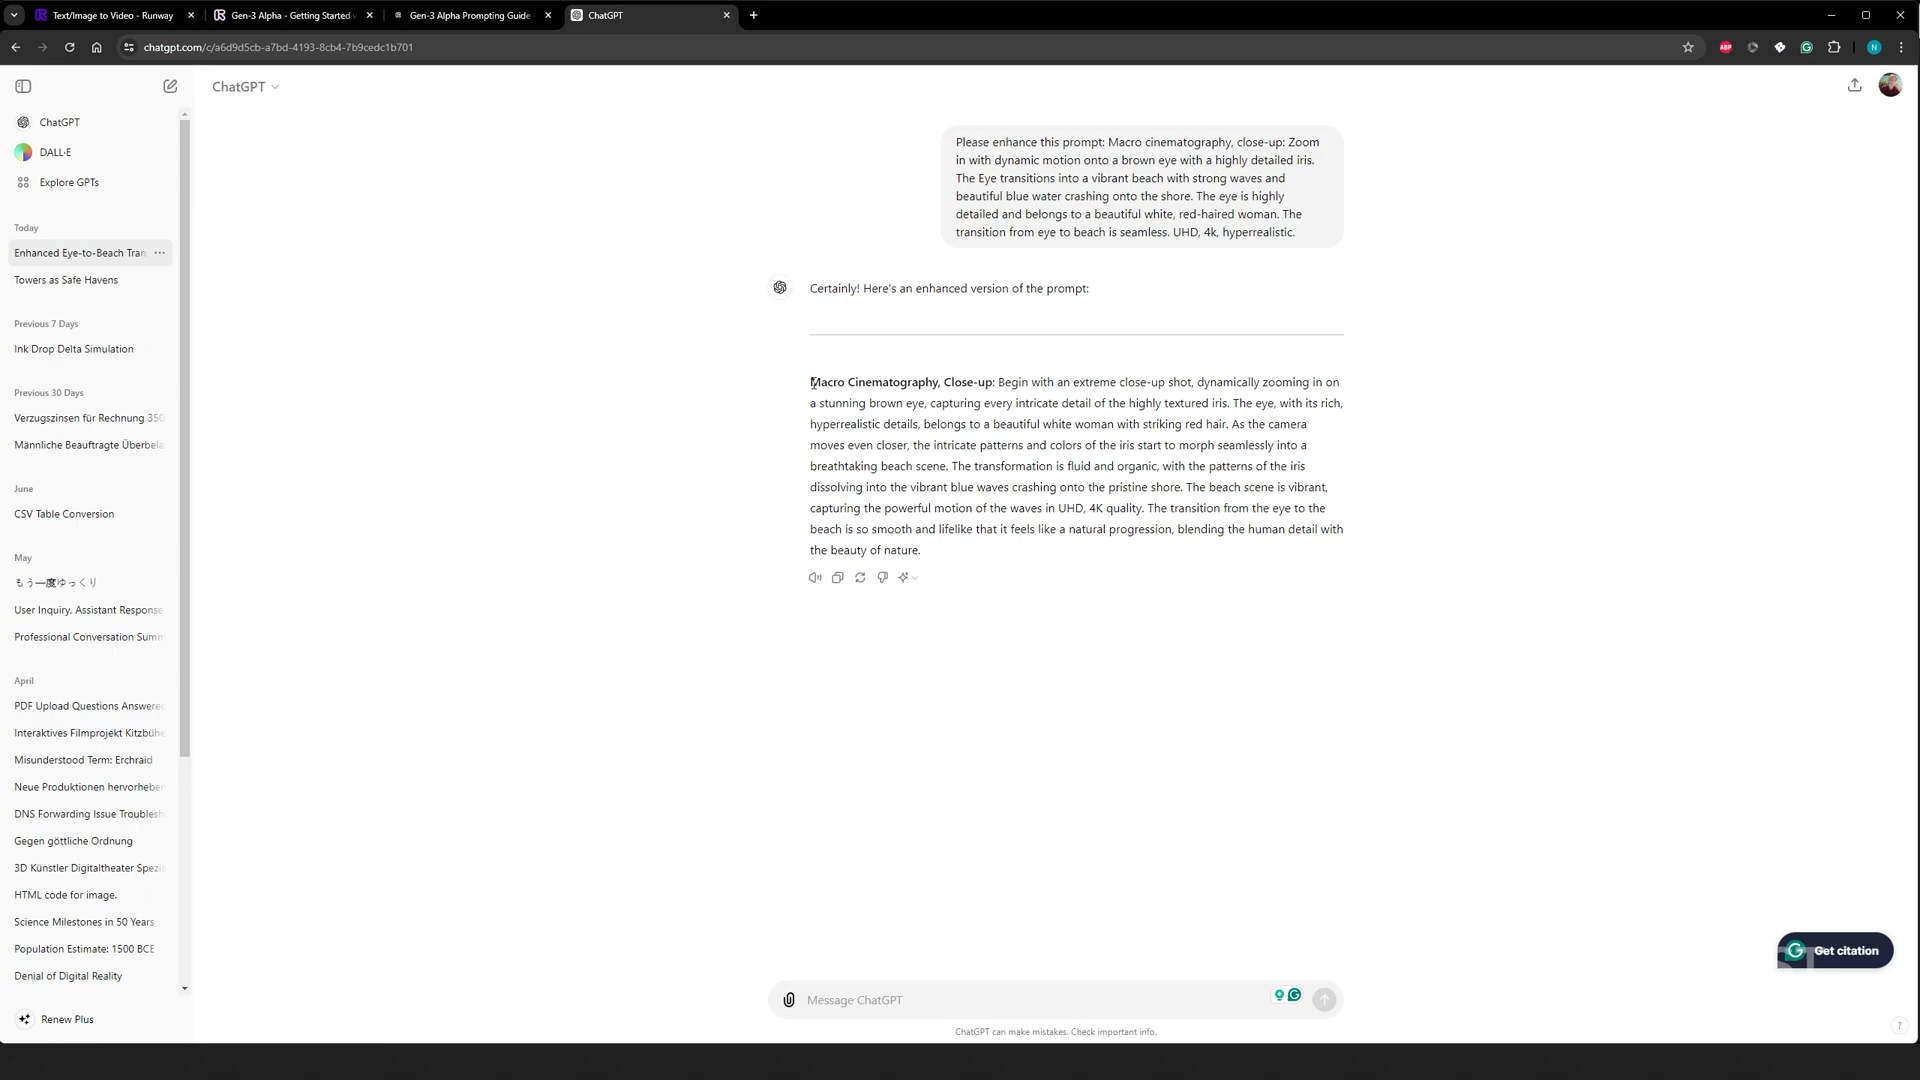 Text/Image to Video - Runway
Gen-3 Alpha - Getting Started
Gen-3 Alpha Prompting Guide
ChatGPT
chatgpt.com/c/a6d9d5cb-a7bd-4193-8cb4-7b9cedc1b701
ABP
N
ChatGPT
ChatGPT
DALL·E
Explore GPTs
Today
Enhanced Eye-to-Beach Tran
Towers as Safe Havens
Previous 7 Days
Ink Drop Delta Simulation
Previous 30 Days
Verzugszinsen für Rechnung 350
Männliche Beauftragte Überbela
June
CSV Table Conversion
May
もう一度ゆっくり
User Inquiry, Assistant Response
Professional Conversation Summ
April
PDF Upload Questions Answered
Interaktives Filmprojekt Kitzbühe
Misunderstood Term: Erchraid
Neue Produktionen hervorheben
DNS Forwarding Issue Troublesh
Gegen göttliche Ordnung
3D Künstler Digitaltheater Spezi
HTML code for image.
Science Milestones in 50 Years
Population Estimate: 1500 BCE
Denial of Digital Reality
Renew Plus
Please enhance this prompt: Macro cinematography, close-up: Zoom
in with dynamic motion onto a brown eye with a highly detailed iris.
The Eye transitions into a vibrant beach with strong waves and
beautiful blue water crashing onto the shore. The eye is highly
detailed and belongs to a beautiful white, red-haired woman. The
transition from eye to beach is seamless. UHD, 4k, hyperrealistic.
Certainly! Here's an enhanced version of the prompt:
Macro Cinematography, Close-up: Begin with an extreme close-up shot, dynamically zooming in on
a stunning brown eye, capturing every intricate detail of the highly textured iris. The eye, with its rich,
hyperrealistic details, belongs to a beautiful white woman with striking red hair. As the camera
moves even closer, the intricate patterns and colors of the iris start to morph seamlessly into a
breathtaking beach scene. The transformation is fluid and organic, with the patterns of the iris
dissolving into the vibrant blue waves crashing onto the pristine shore. The beach scene is vibrant,
capturing the powerful motion of the waves in UHD, 4K quality. The transition from the eye to the
beach is so smooth and lifelike that it feels like a natural progression, blending the human detail with
the beauty of nature.
Get citation
Message ChatGPT
ChatGPT can make mistakes. Check important info.
?